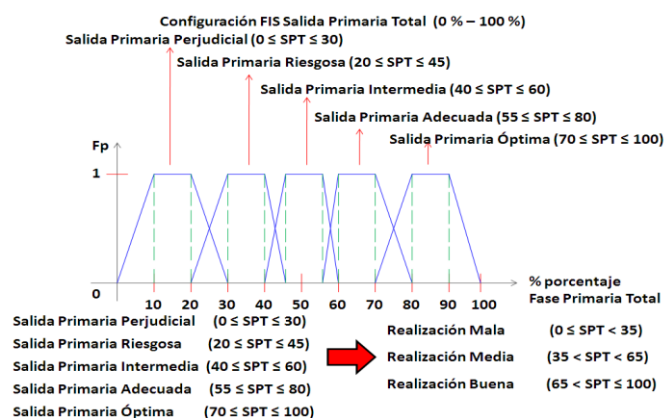 Configuración FIS Salida Primaria Total (0 % – 100 %)
Salida Primaria Perjudicial (0 ≤ SPT ≤ 30)
Salida Primaria Riesgosa (20 ≤ SPT ≤ 45)
Salida Primaria Intermedia (40 ≤ SPT ≤ 60)
Salida Primaria Adecuada (55 ≤ SPT ≤ 80)
Salida Primaria Óptima (70 ≤ SPT ≤ 100)
Fp
1
0
10 20 30 40 50 60 70 80 90 100
% porcentaje
Fase Primaria Total
Salida Primaria Perjudicial (0 ≤ SPT ≤ 30)
Salida Primaria Riesgosa (20 ≤ SPT ≤ 45)
Salida Primaria Intermedia (40 ≤ SPT ≤ 60)
Salida Primaria Adecuada (55 ≤ SPT ≤ 80)
Salida Primaria Óptima (70 ≤ SPT ≤ 100)
Realización Mala (0 ≤ SPT < 35)
Realización Media (35 < SPT < 65)
Realización Buena (65 < SPT ≤ 100)